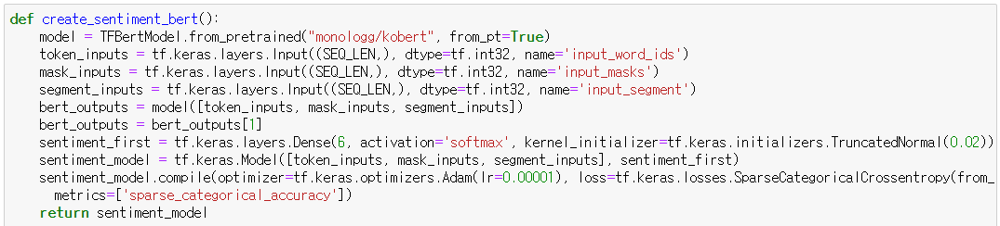 def create_sentiment_bert():
    model = TFBertModel.from_pretrained("monologg/kobert", from_pt=True)
    token_inputs = tf.keras.layers.Input((SEQ_LEN,), dtype=tf.int32, name='input_word_ids')
    mask_inputs = tf.keras.layers.Input((SEQ_LEN,), dtype=tf.int32, name='input_masks')
    segment_inputs = tf.keras.layers.Input((SEQ_LEN,), dtype=tf.int32, name='input_segment')
    bert_outputs = model([token_inputs, mask_inputs, segment_inputs])
    bert_outputs = bert_outputs[1]
    sentiment_first = tf.keras.layers.Dense(6, activation='softmax', kernel_initializer=tf.keras.initializers.TruncatedNormal(0.02))
    sentiment_model = tf.keras.Model([token_inputs, mask_inputs, segment_inputs], sentiment_first)
    sentiment_model.compile(optimizer=tf.keras.optimizers.Adam(lr=0.00001), loss=tf.keras.losses.SparseCategoricalCrossentropy(from_
      metrics=['sparse_categorical_accuracy'])
    return sentiment_model